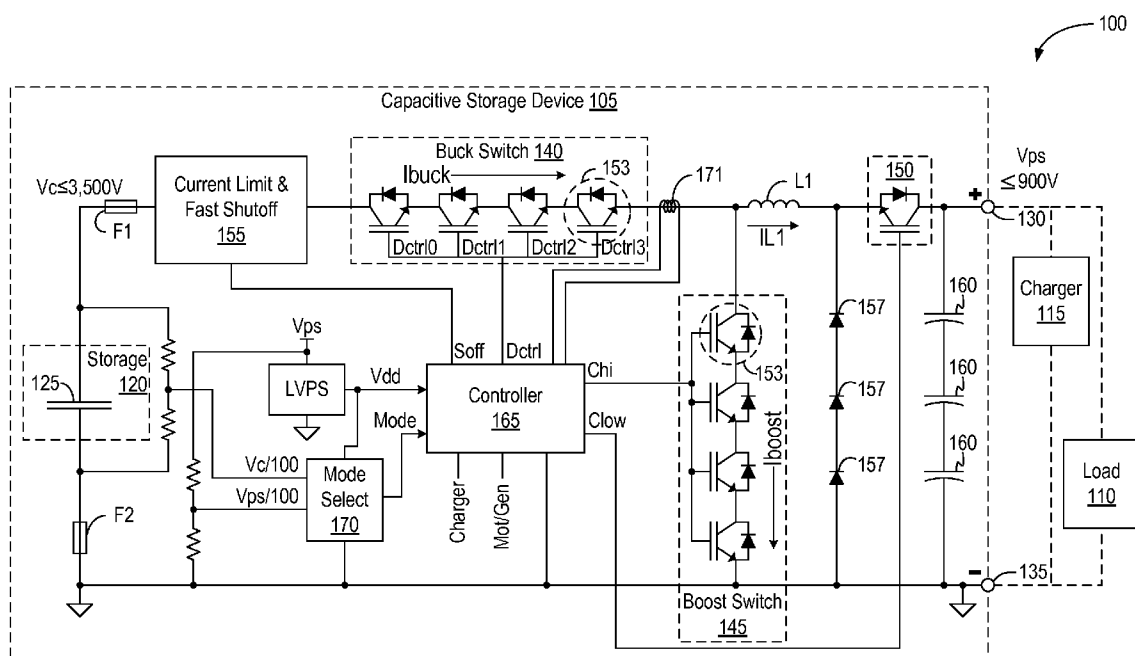 100
Capacitive Storage Device 105
Buck Switch 140
Ibuck
153
Vc≤3,500V
F1
Current Limit &
Fast Shutoff
155
Dctrl0
Dctrl1
Dctrl2
Dctrl3
171
L1
IL1
150
Vps
≤900V
+
130
Charger
115
Load
110
160
160
160
157
157
157
153
Iboost
Boost Switch
145
Storage
120
125
F2
Vps
LVPS
Vdd
Mode
Soff
Dctrl
Controller
165
Chi
Clow
Vc/100
Vps/100
Mode
Select
170
Charger
Mot/Gen
-
135